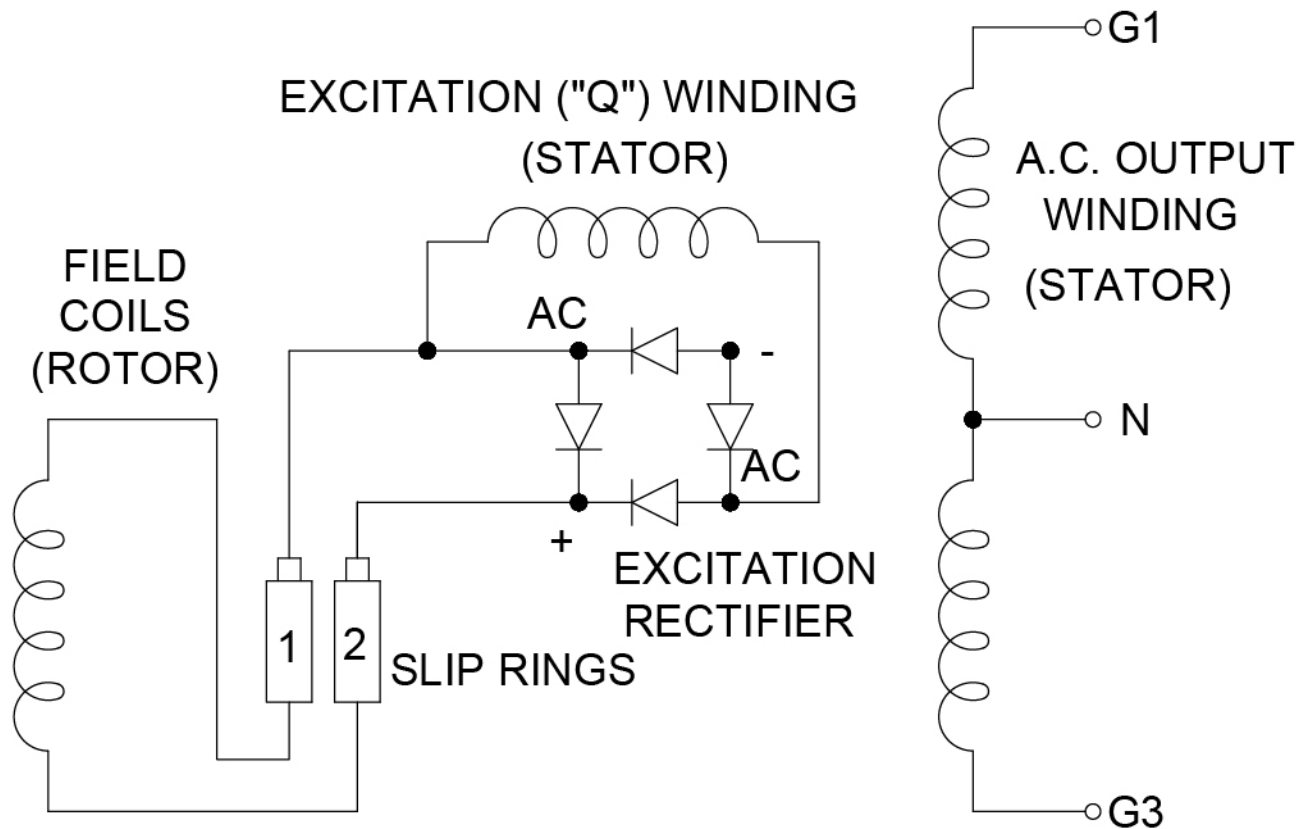 G1
EXCITATION ("Q") WINDING
(STATOR)
A.C. OUTPUT
WINDING
(STATOR)
FIELD
COILS
(ROTOR)
AC
-
N
AC
+
EXCITATION
RECTIFIER
1
2
SLIP RINGS
G3